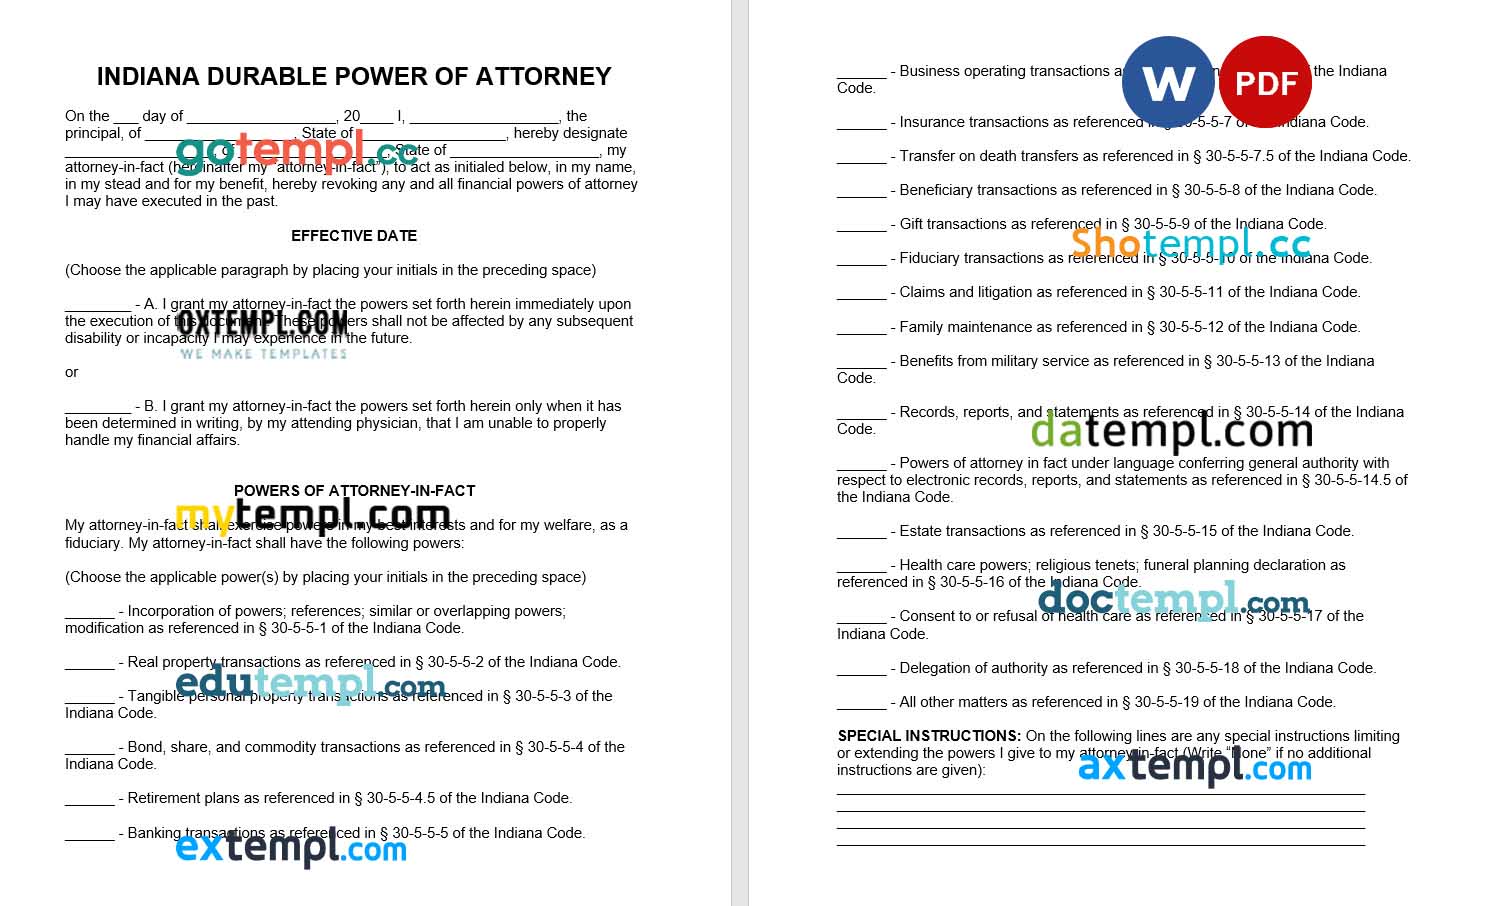 INDIANA DURABLE POWER OF ATTORNEY
On the ___ day of __________________, 20____ I, __________________, the
principal, of __________________, State of __________________, hereby designate
__________________, of __________________, State of __________________, my
attorney-in-fact (hereinafter my "attorney-in-fact"), to act as initialed below, in my name,
in my stead and for my benefit, hereby revoking any and all financial powers of attorney
I may have executed in the past.
gotempl.cc
EFFECTIVE DATE
(Choose the applicable paragraph by placing your initials in the preceding space)
________ - A. I grant my attorney-in-fact the powers set forth herein immediately upon
the execution of this document. These powers shall not be affected by any subsequent
disability or incapacity I may experience in the future.
OXTEMPL.COM
WE MAKE TEMPLATES
or
________ - B. I grant my attorney-in-fact the powers set forth herein only when it has
been determined in writing, by my attending physician, that I am unable to properly
handle my financial affairs.
POWERS OF ATTORNEY-IN-FACT
mytempl.com
My attorney-in-fact shall exercise powers in my best interests and for my welfare, as a
fiduciary. My attorney-in-fact shall have the following powers:
(Choose the applicable power(s) by placing your initials in the preceding space)
______ - Incorporation of powers; references; similar or overlapping powers;
modification as referenced in § 30-5-5-1 of the Indiana Code.
______ - Real property transactions as referenced in § 30-5-5-2 of the Indiana Code.
edutempl.com
______ - Tangible personal property transactions as referenced in § 30-5-5-3 of the
Indiana Code.
______ - Bond, share, and commodity transactions as referenced in § 30-5-5-4 of the
Indiana Code.
______ - Retirement plans as referenced in § 30-5-5-4.5 of the Indiana Code.
______ - Banking transactions as referenced in § 30-5-5-5 of the Indiana Code.
extempl.com
W PDF
______ - Business operating transactions the Indiana
Code.
______ - Insurance transactions as referenced in § 30-5-5-7 of the Indiana Code.
______ - Transfer on death transfers as referenced in § 30-5-5-7.5 of the Indiana Code.
______ - Beneficiary transactions as referenced in § 30-5-5-8 of the Indiana Code.
______ - Gift transactions as referenced in § 30-5-5-9 of the Indiana Code.
Shotempl.cc
______ - Fiduciary transactions as referenced in § 30-5-5-10 of the Indiana Code.
______ - Claims and litigation as referenced in § 30-5-5-11 of the Indiana Code.
______ - Family maintenance as referenced in § 30-5-5-12 of the Indiana Code.
______ - Benefits from military service as referenced in § 30-5-5-13 of the Indiana
Code.
______ - Records, reports, and statements as referenced in § 30-5-5-14 of the Indiana
Code.
datempl.com
______ - Powers of attorney in fact under language conferring general authority with
respect to electronic records, reports, and statements as referenced in § 30-5-5-14.5 of
the Indiana Code.
______ - Estate transactions as referenced in § 30-5-5-15 of the Indiana Code.
______ - Health care powers; religious tenets; funeral planning declaration as
referenced in § 30-5-5-16 of the Indiana Code.
doctempl.com
______ - Consent to or refusal of health care as referenced in § 30-5-5-17 of the
Indiana Code.
______ - Delegation of authority as referenced in § 30-5-5-18 of the Indiana Code.
______ - All other matters as referenced in § 30-5-5-19 of the Indiana Code.
SPECIAL INSTRUCTIONS: On the following lines are any special instructions limiting
or extending the powers I give to my attorney-in-fact (Write “None” if no additional
instructions are given):
axtempl.com